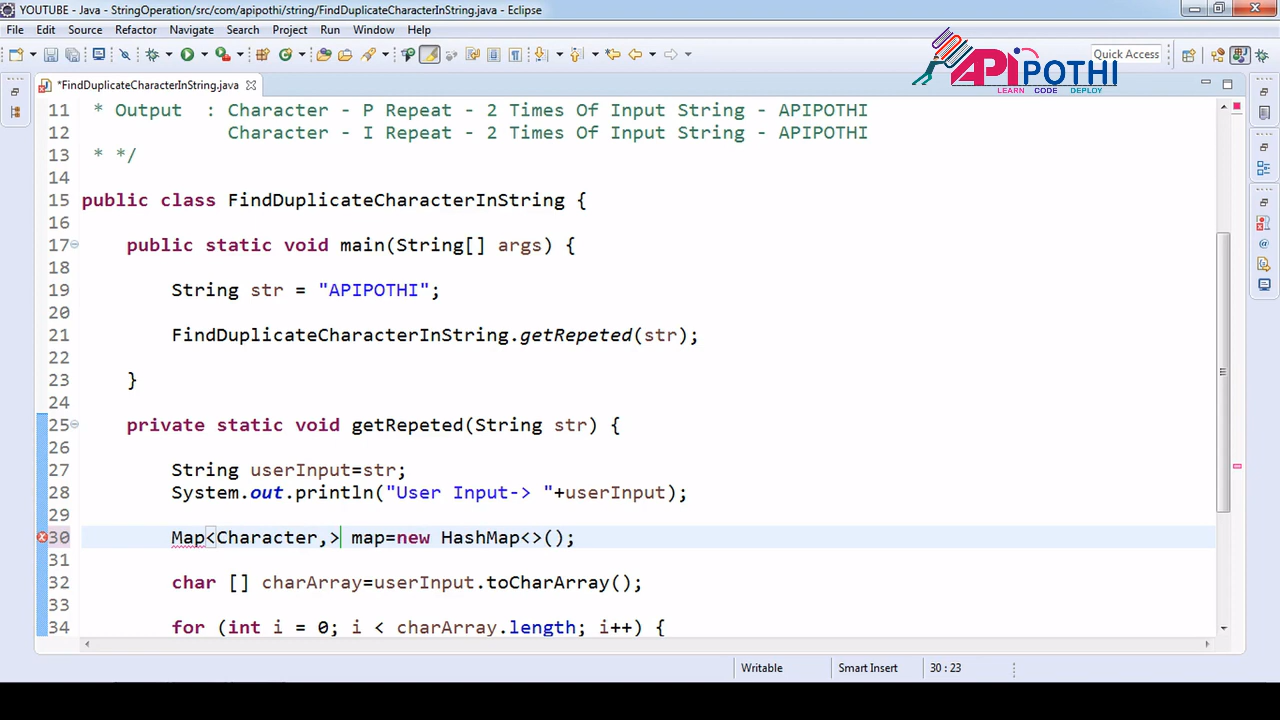 YOUTUBE - Java - StringOperation/src/com/apipothi/string/FindDuplicateCharacterInString.java - Eclipse
File Edit Source Refactor Navigate Search Project Run Window Help
Quick Access
APIPOTHI
LEARN CODE DEPLOY
*FindDuplicateCharacterInString.java
11 * Output : Character - P Repeat - 2 Times Of Input String - APIPOTHI
12 Character - I Repeat - 2 Times Of Input String - APIPOTHI
13 * */
14
15 public class FindDuplicateCharacterInString {
16
17 public static void main(String[] args) {
18
19 String str = "APIPOTHI";
20
21 FindDuplicateCharacterInString.getRepeted(str);
22
23 }
24
25 private static void getRepeted(String str) {
26
27 String userInput=str;
28 System.out.println("User Input-> "+userInput);
29
30 Map<Character,> map=new HashMap<>();
31
32 char [] charArray=userInput.toCharArray();
33
34 for (int i = 0; i < charArray.length; i++) {
Writable Smart Insert 30 : 23